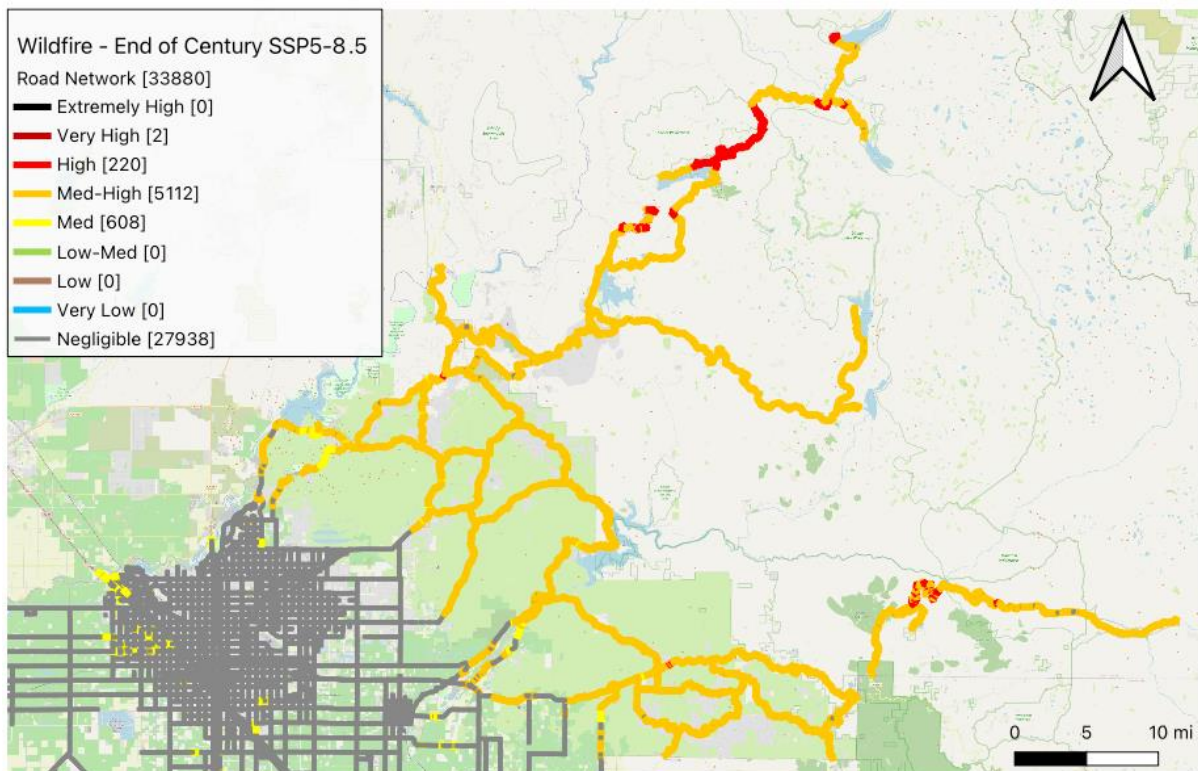 Wildfire - End of Century SSP5-8.5
Road Network [33880]
Extremely High [0]
Very High [2]
High [220]
Med-High [5112]
Med [608]
Low-Med [0]
Low [0]
Very Low [0]
Negligible [27938]
0 5 10 mi